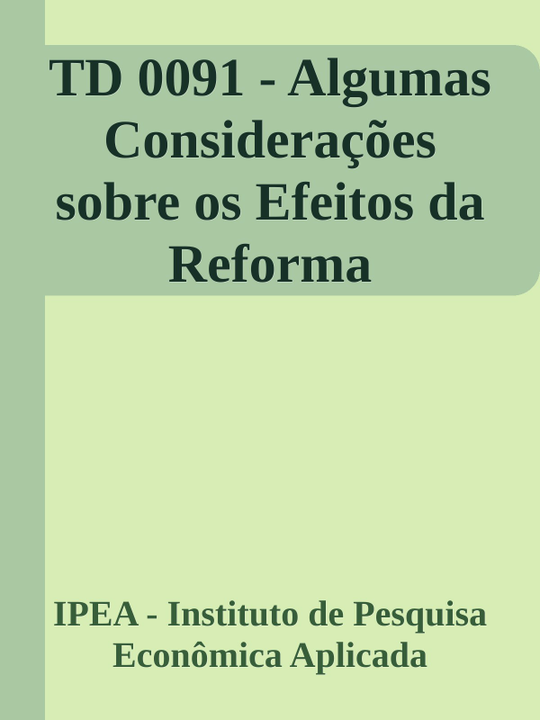 TD 0091 - Algumas
Considerações
sobre os Efeitos da
Reforma
IPEA - Instituto de Pesquisa
Econômica Aplicada